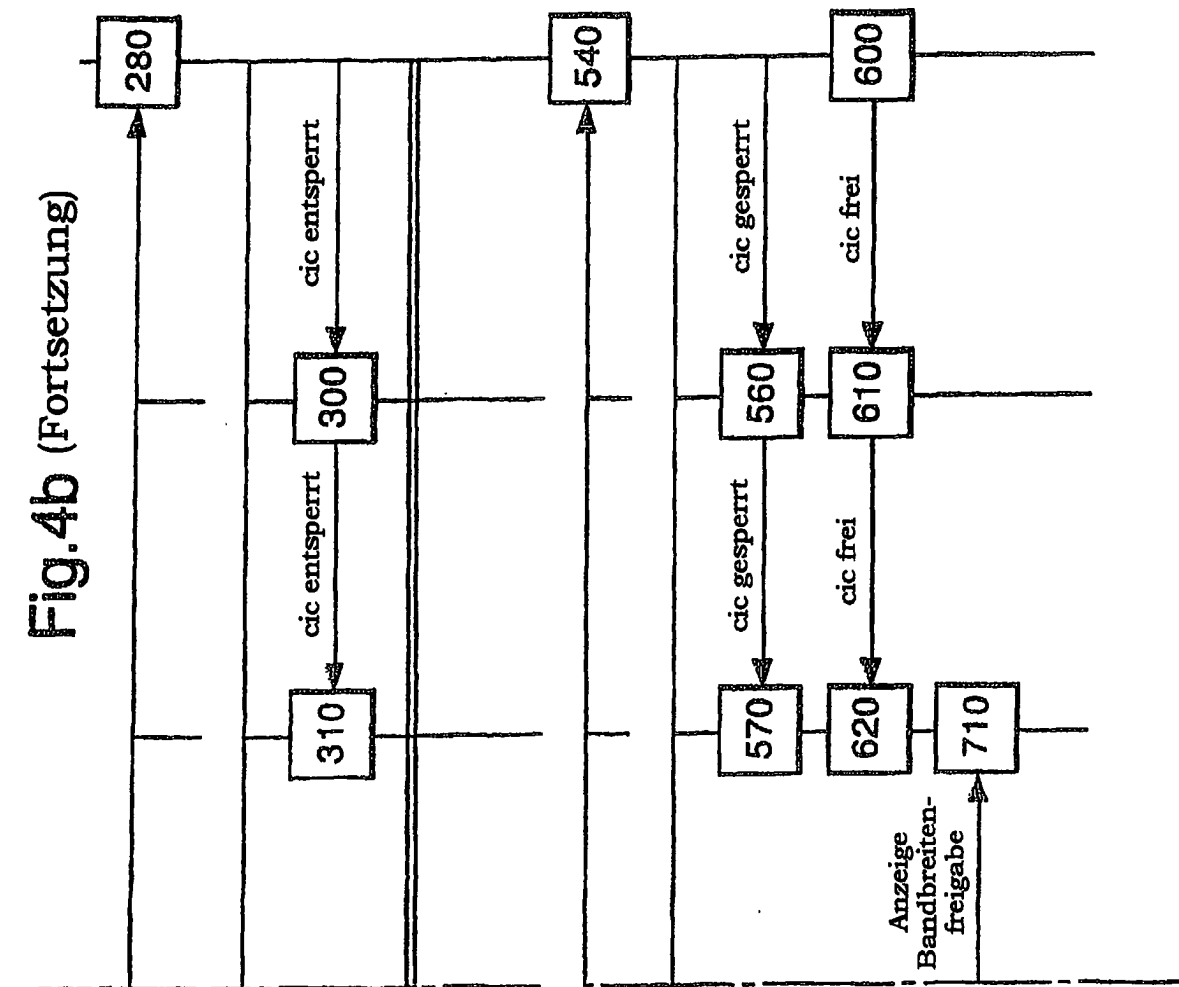 Fig.4b (Fortsetzung)
280
cic entsperrt
300
cic entsperrt
310
540
cic gesperrt
560
cic gesperrt
570
600
cic frei
610
cic frei
620
Anzeige
Bandbreiten-
freigabe
710